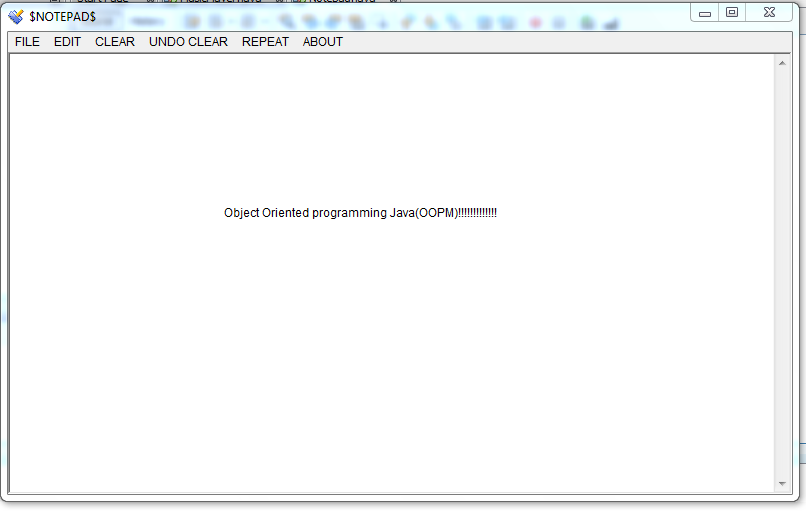 $NOTEPAD$
FILE EDIT CLEAR UNDO CLEAR REPEAT ABOUT
Object Oriented programming Java(OOPM)!!!!!!!!!!!!!